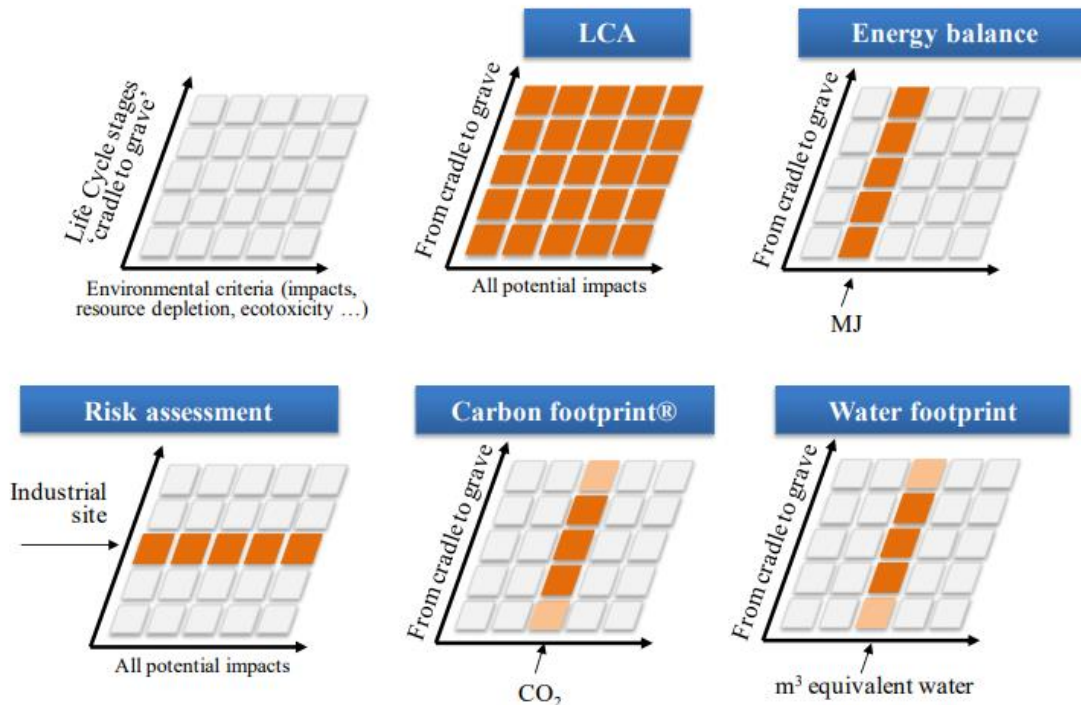 LCA
Energy balance
Life Cycle stages
‘cradle to grave’
Environmental criteria (impacts,
resource depletion, ecotoxicity …)
From cradle to grave
All potential impacts
From cradle to grave
MJ
Risk assessment
Carbon footprint®
Water footprint
Industrial
site
All potential impacts
From cradle to grave
CO₂
From cradle to grave
m³ equivalent water